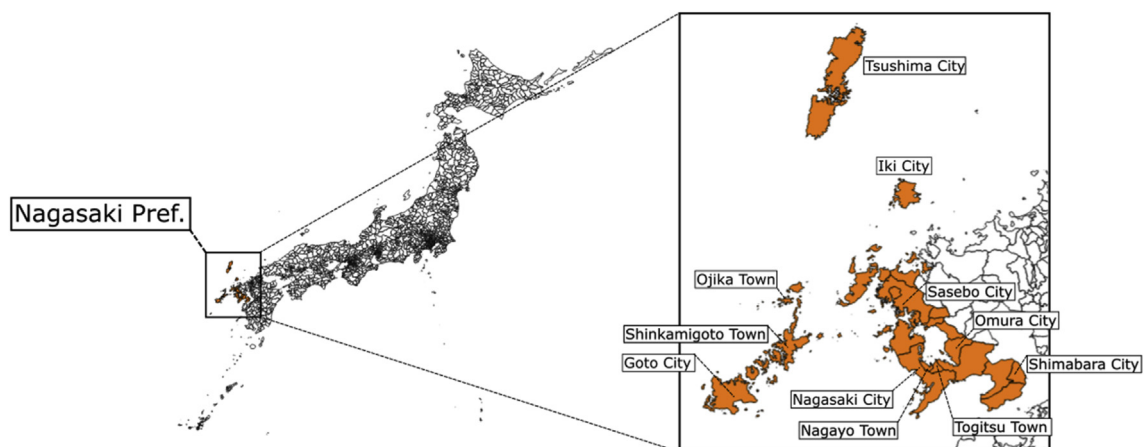 Nagasaki Pref.
Tsushima City
Iki City
Ojika Town
Sasebo City
Omura City
Shinkamigoto Town
Goto City
Shimabara City
Nagasaki City
Nagayo Town
Togitsu Town